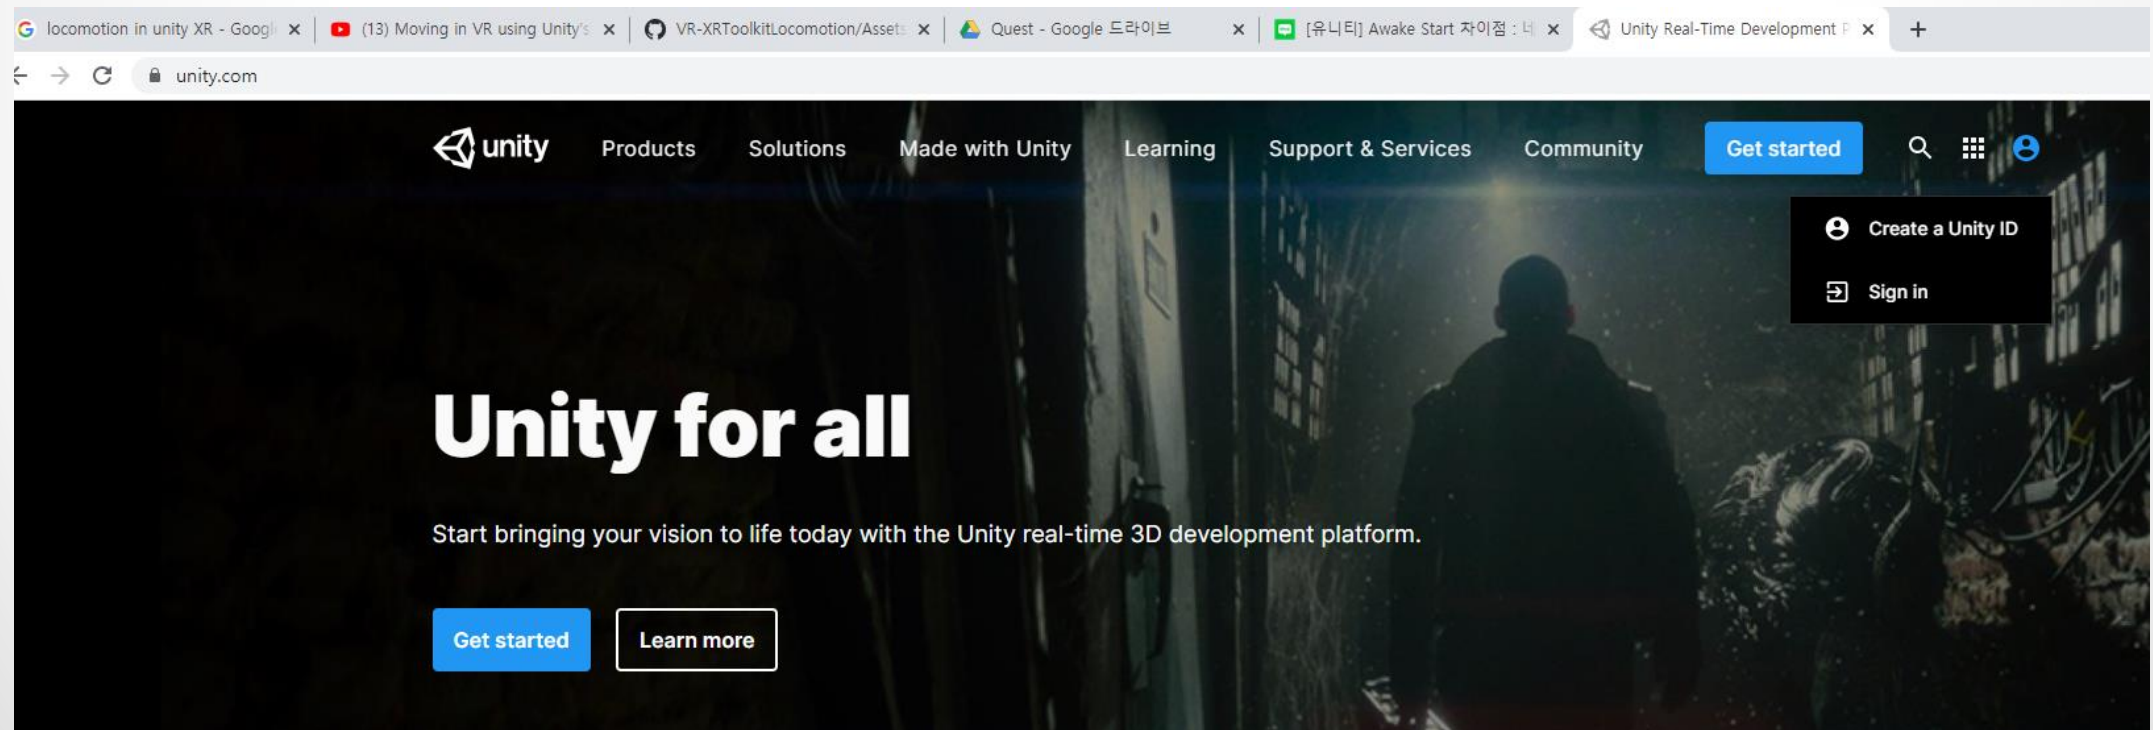 locomotion in unity XR - Googl
(13) Moving in VR using Unity's
VR-XRToolkitLocomotion/Assets
Quest - Google 드라이브
[유니티] Awake Start 차이점 : 네
Unity Real-Time Development P
unity.com
unity
Products
Solutions
Made with Unity
Learning
Support & Services
Community
Get started
Create a Unity ID
Sign in
Unity for all
Start bringing your vision to life today with the Unity real-time 3D development platform.
Get started
Learn more